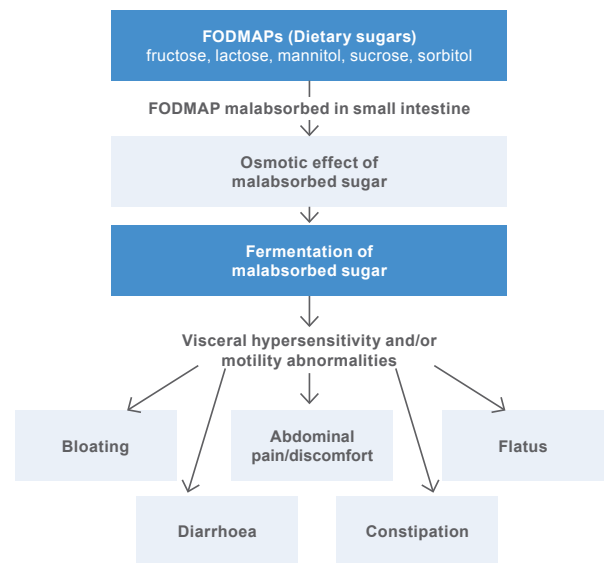 FODMAPs (Dietary sugars)
fructose, lactose, mannitol, sucrose, sorbitol
FODMAP malabsorbed in small intestine
Osmotic effect of
malabsorbed sugar
Fermentation of
malabsorbed sugar
Visceral hypersensitivity and/or
motility abnormalities
Bloating
Abdominal
pain/discomfort
Flatus
Diarrhoea
Constipation